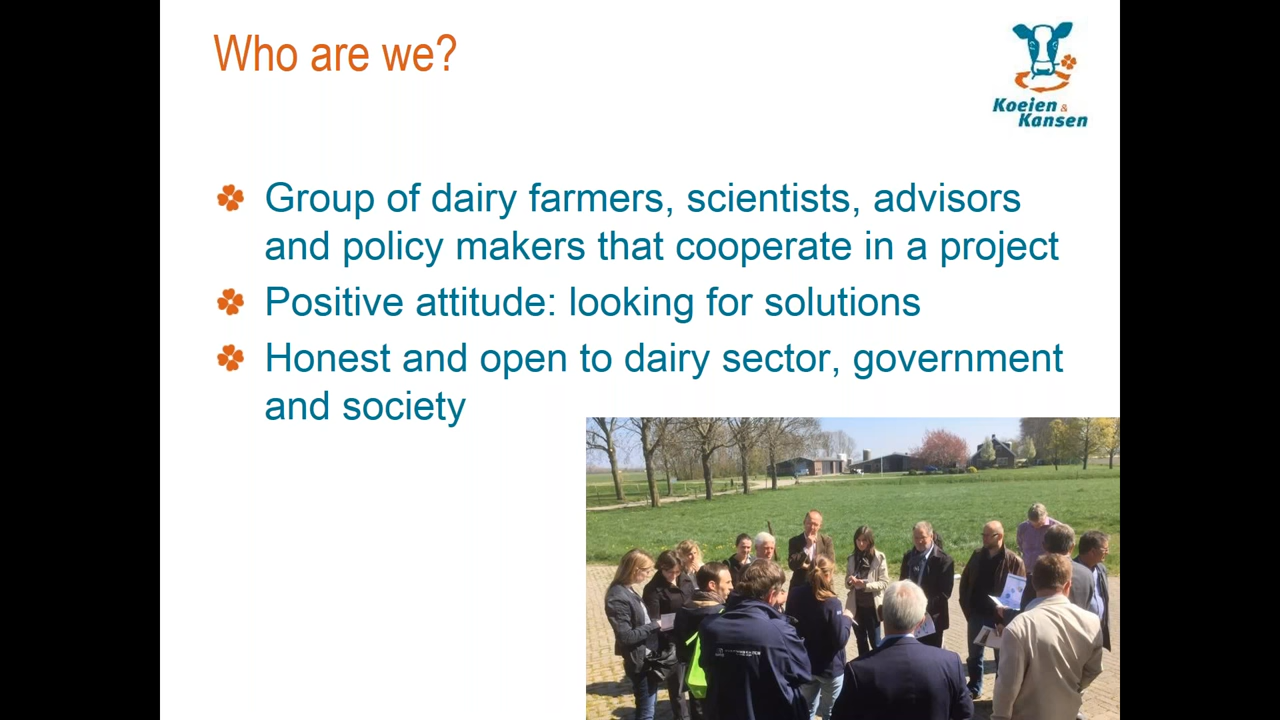 Who are we?
Koeien &
Kansen
Group of dairy farmers, scientists, advisors
and policy makers that cooperate in a project
Positive attitude: looking for solutions
Honest and open to dairy sector, government
and society